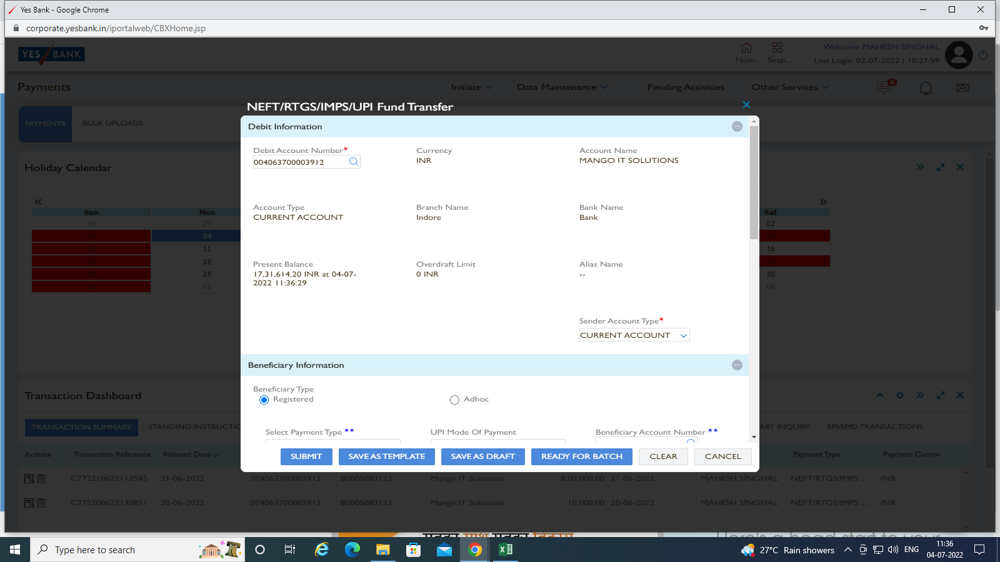 Yes Bank - Google Chrome
corporate.yesbank.in/iportalweb/CBXHome.jsp
YES BANK
Hom...
Snap...
Welcome MAHESH SINGHAL
Last Login: 02-07-2022 | 10:27:59
Payments
Initiate
Data Maintenance
Pending Activities
Other Services
0
PAYMENTS
BULK UPLOADS
NEFT/RTGS/IMPS/UPI Fund Transfer
Debit Information
Debit Account Number*
004063700003912
Currency
INR
Account Name
MANGO IT SOLUTIONS
Account Type
CURRENT ACCOUNT
Branch Name
Indore
Bank Name
Bank
Present Balance
17,31,614.20 INR at 04-07-
2022 11:36:29
Overdraft Limit
0 INR
Alias Name
--
Sender Account Type*
CURRENT ACCOUNT
Beneficiary Information
Beneficiary Type
Registered
Adhoc
Select Payment Type **
UPI Mode Of Payment
Beneficiary Account Number **
SUBMIT
SAVE AS TEMPLATE
SAVE AS DRAFT
READY FOR BATCH
CLEAR
CANCEL
Holiday Calendar
Sun Mon Sat
26 27 02
04
11 16
18
25 30
01 06
Transaction Dashboard
TRANSACTION SUMMARY
STANDING INSTRUCTIO
ARY INQUIRY
EPI/EMD TRANSACTIONS
Actions Transaction Reference Initiated Date Payment Type Payment Curren
C772210622112545 21-06-2022 004063700003912 80005083123 Mango IT Solutions 8,00,000.00 21-06-2022 MAHESH SINGHAL NEFT/RTGS/IMPS ... INR
C775200622130851 20-06-2022 004063700003912 80005083123 Mango IT Solutions 10,000.00 20-06-2022 MAHESH SINGHAL NEFT/RTGS/IMPS ... INR
Here's a head start to your
Type here to search
27°C Rain showers
ENG
11:36
04-07-2022